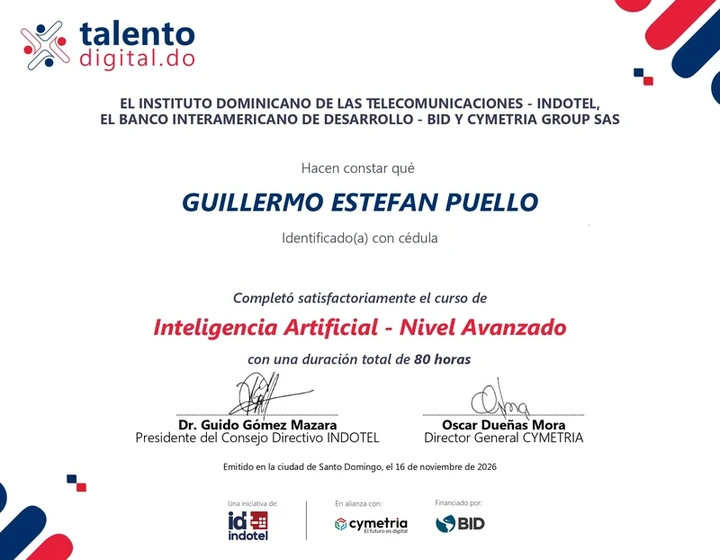 talento
digital.do
EL INSTITUTO DOMINICANO DE LAS TELECOMUNICACIONES - INDOTEL,
EL BANCO INTERAMERICANO DE DESARROLLO - BID Y CYMETRIA GROUP SAS
Hacen constar qué
GUILLERMO ESTEFAN PUELLO
Identificado(a) con cédula
Completó satisfactoriamente el curso de
Inteligencia Artificial - Nivel Avanzado
con una duración total de 80 horas
Dr. Guido Gómez Mazara
Presidente del Consejo Directivo INDOTEL
Oscar Dueñas Mora
Director General CYMETRIA
Emitido en la ciudad de Santo Domingo, el 16 de noviembre de 2026
Una iniciativa de:
id
indotel
En alianza con:
cymetria
El futuro es digital
Financiado por:
BID